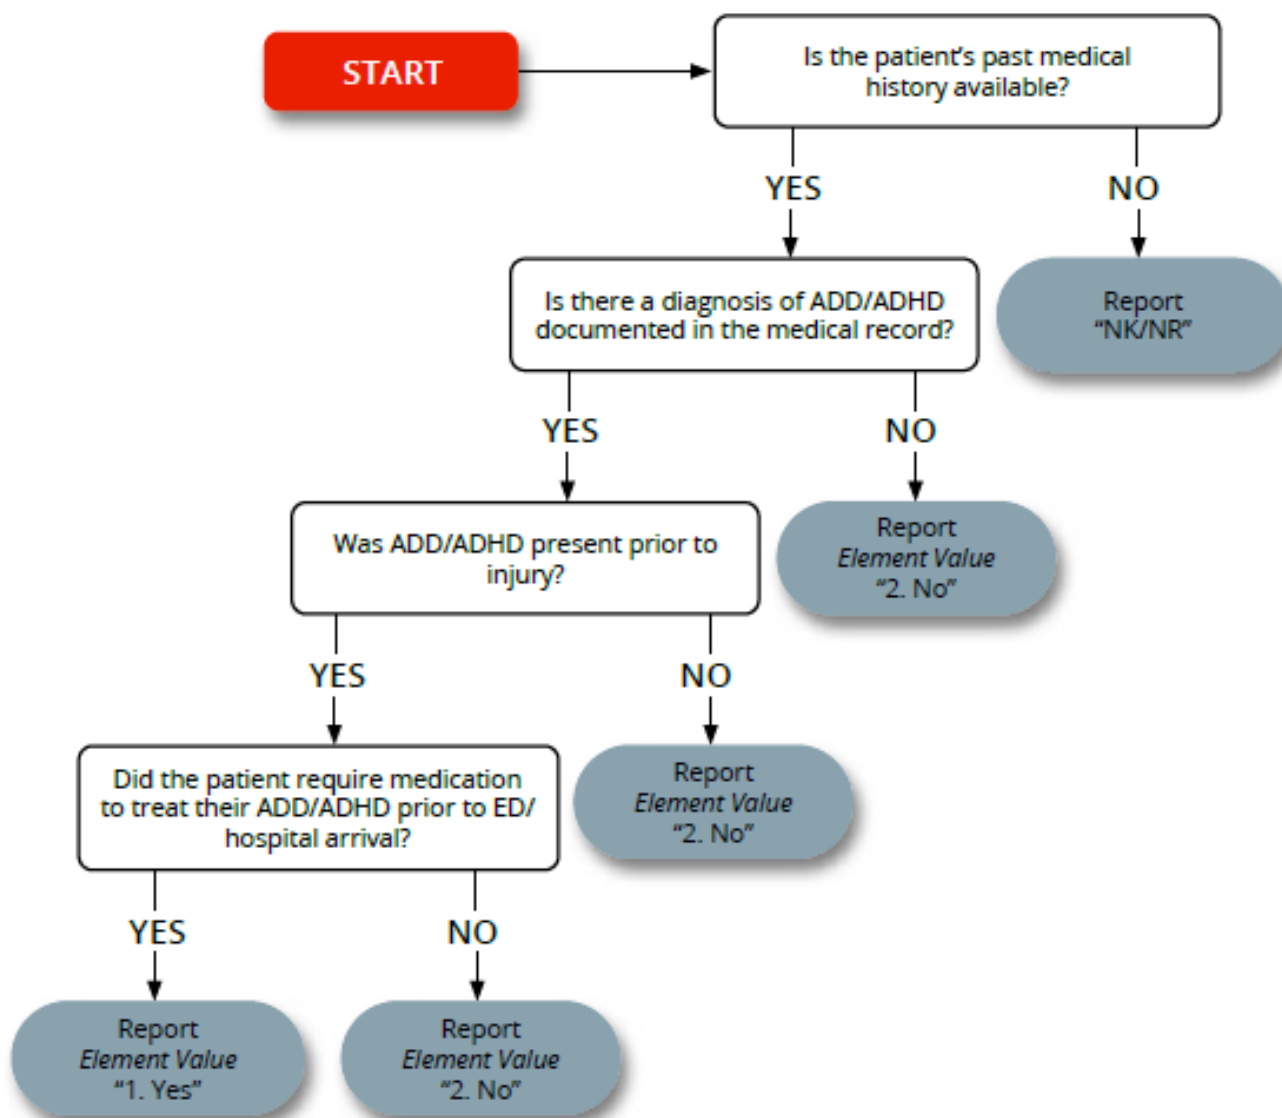 START
Is the patient’s past medical
history available?
YES
NO
Is there a diagnosis of ADD/ADHD
documented in the medical record?
Report
“NK/NR”
YES
NO
Was ADD/ADHD present prior to
injury?
Report
Element Value
“2. No”
YES
NO
Did the patient require medication
to treat their ADD/ADHD prior to ED/
hospital arrival?
Report
Element Value
“2. No”
YES
NO
Report
Element Value
“1. Yes”
Report
Element Value
“2. No”